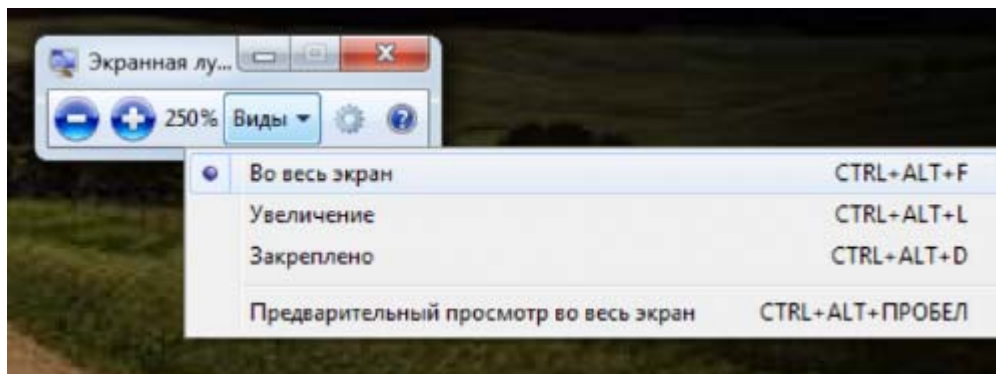 Экранная лу...
250% Виды
Во весь экран CTRL+ALT+F
Увеличение CTRL+ALT+L
Закреплено CTRL+ALT+D
Предварительный просмотр во весь экран CTRL+ALT+ПРОБЕЛ